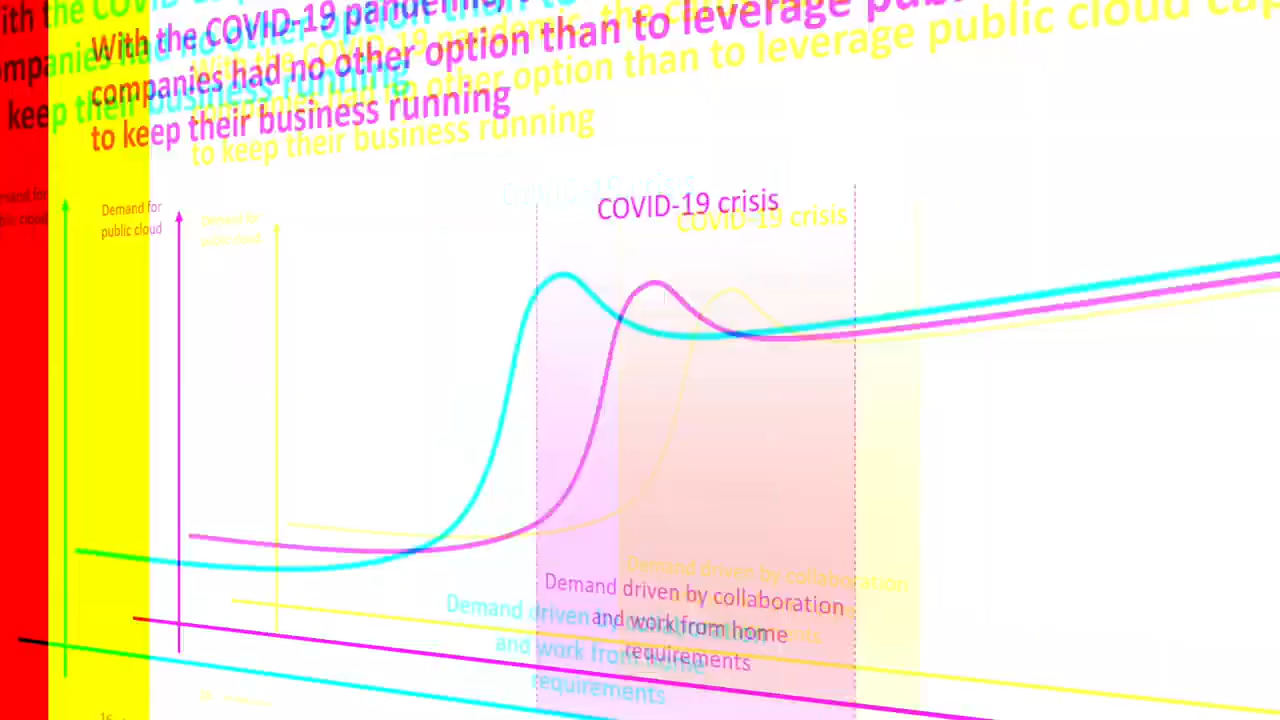 With the COVID-19 pandemic,
companies had no other option than to leverage public cloud
to keep their business running
Demand for
public cloud
COVID-19 crisis
Demand driven by collaboration
and work from home
requirements